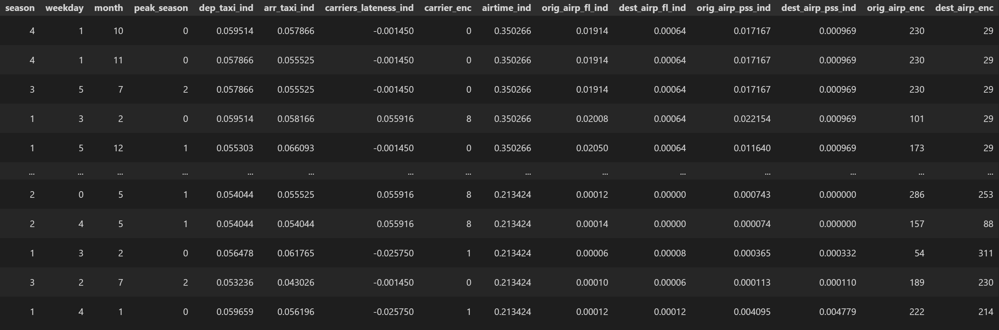 season weekday month peak_season dep_taxi_ind arr_taxi_ind carriers_lateness_ind carrier_enc airtime_ind orig_airp_fl_ind dest_airp_fl_ind orig_airp_pss_ind dest_airp_pss_ind orig_airp_enc dest_airp_enc
4 1 10 0 0.059514 0.057866 -0.001450 0 0.350266 0.01914 0.00064 0.017167 0.000969 230 29
4 1 11 0 0.057866 0.055525 -0.001450 0 0.350266 0.01914 0.00064 0.017167 0.000969 230 29
3 5 7 2 0.057866 0.055525 -0.001450 0 0.350266 0.01914 0.00064 0.017167 0.000969 230 29
1 3 2 0 0.059514 0.058166 0.055916 8 0.350266 0.02008 0.00064 0.022154 0.000969 101 29
1 5 12 1 0.055303 0.066093 -0.001450 0 0.350266 0.02050 0.00064 0.011640 0.000969 173 29
... ... ... ... ... ... ... ... ... ... ... ... ... ... ...
2 0 5 1 0.054044 0.055525 0.055916 8 0.213424 0.00012 0.00000 0.000743 0.000000 286 253
2 4 5 1 0.054044 0.054044 0.055916 8 0.213424 0.00014 0.00000 0.000074 0.000000 157 88
1 3 2 0 0.056478 0.061765 -0.025750 1 0.213424 0.00006 0.00008 0.000365 0.000332 54 311
3 2 7 2 0.053236 0.043026 -0.001450 0 0.213424 0.00010 0.00006 0.000113 0.000110 189 230
1 4 1 0 0.059659 0.056196 -0.025750 1 0.213424 0.00012 0.00012 0.004095 0.004779 222 214